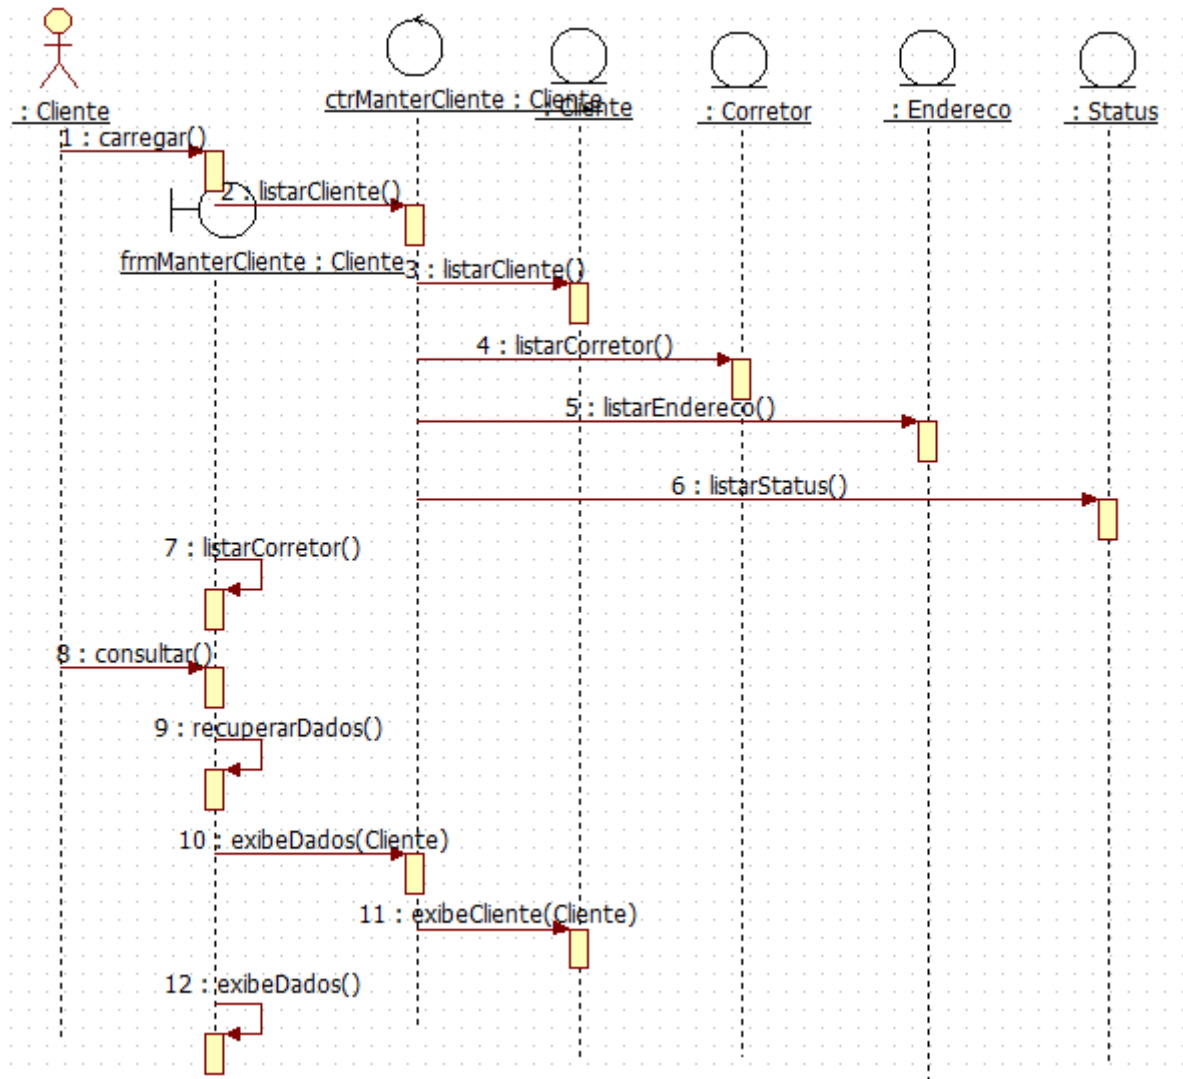 : Cliente
ctrManterCliente : Cliente
: Cliente
: Corretor
: Endereco
: Status
1 : carregar()
2 : listarCliente()
frmManterCliente : Cliente
3 : listarCliente()
4 : listarCorretor()
5 : listarEndereco()
6 : listarStatus()
7 : listarCorretor()
8 : consultar()
9 : recuperarDados()
10 : exibeDados(Cliente)
11 : exibeCliente(Cliente)
12 : exibeDados()